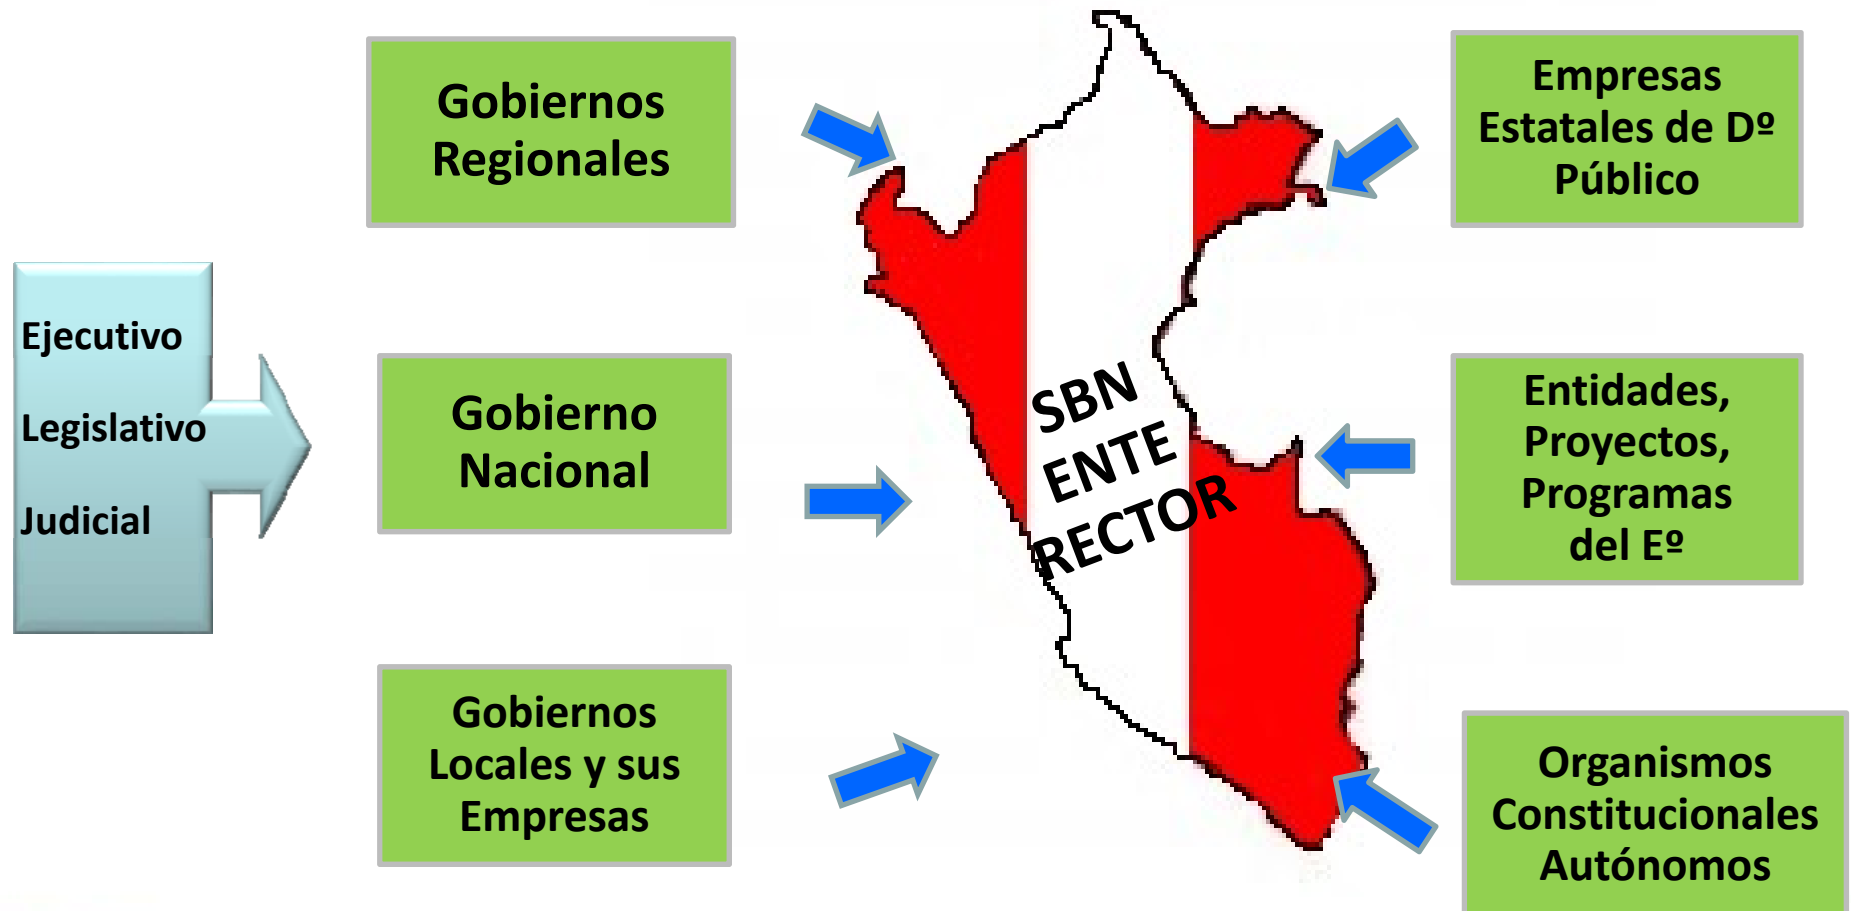 Ejecutivo
Legislativo
Judicial
Gobiernos
Regionales
Gobierno
Nacional
Gobiernos
Locales y sus
Empresas
SBN
ENTE
RECTOR
Empresas
Estatales de Dº
Público
Entidades,
Proyectos,
Programas
del Eº
Organismos
Constitucionales
Autónomos